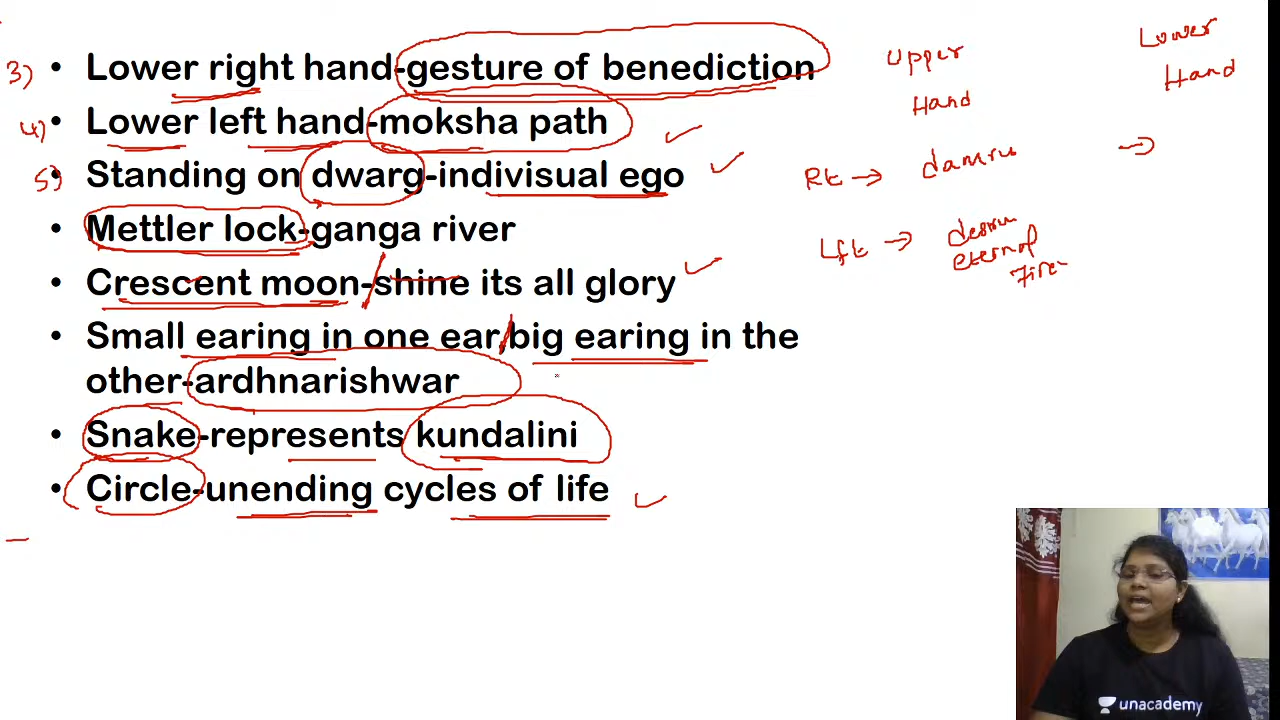 3) • Lower right hand-gesture of benediction
4) • Lower left hand-moksha path
5) • Standing on dwarg-indivisual ego
• Mettler lock-ganga river
• Crescent moon-shine its all glory
• Small earing in one ear/big earing in the
other-ardhnarishwar
• Snake-represents kundalini
• Circle-unending cycles of life
Upper
Hand
Lower
Hand
Rt → damru →
Lft →
eternal
Fire
unacademy